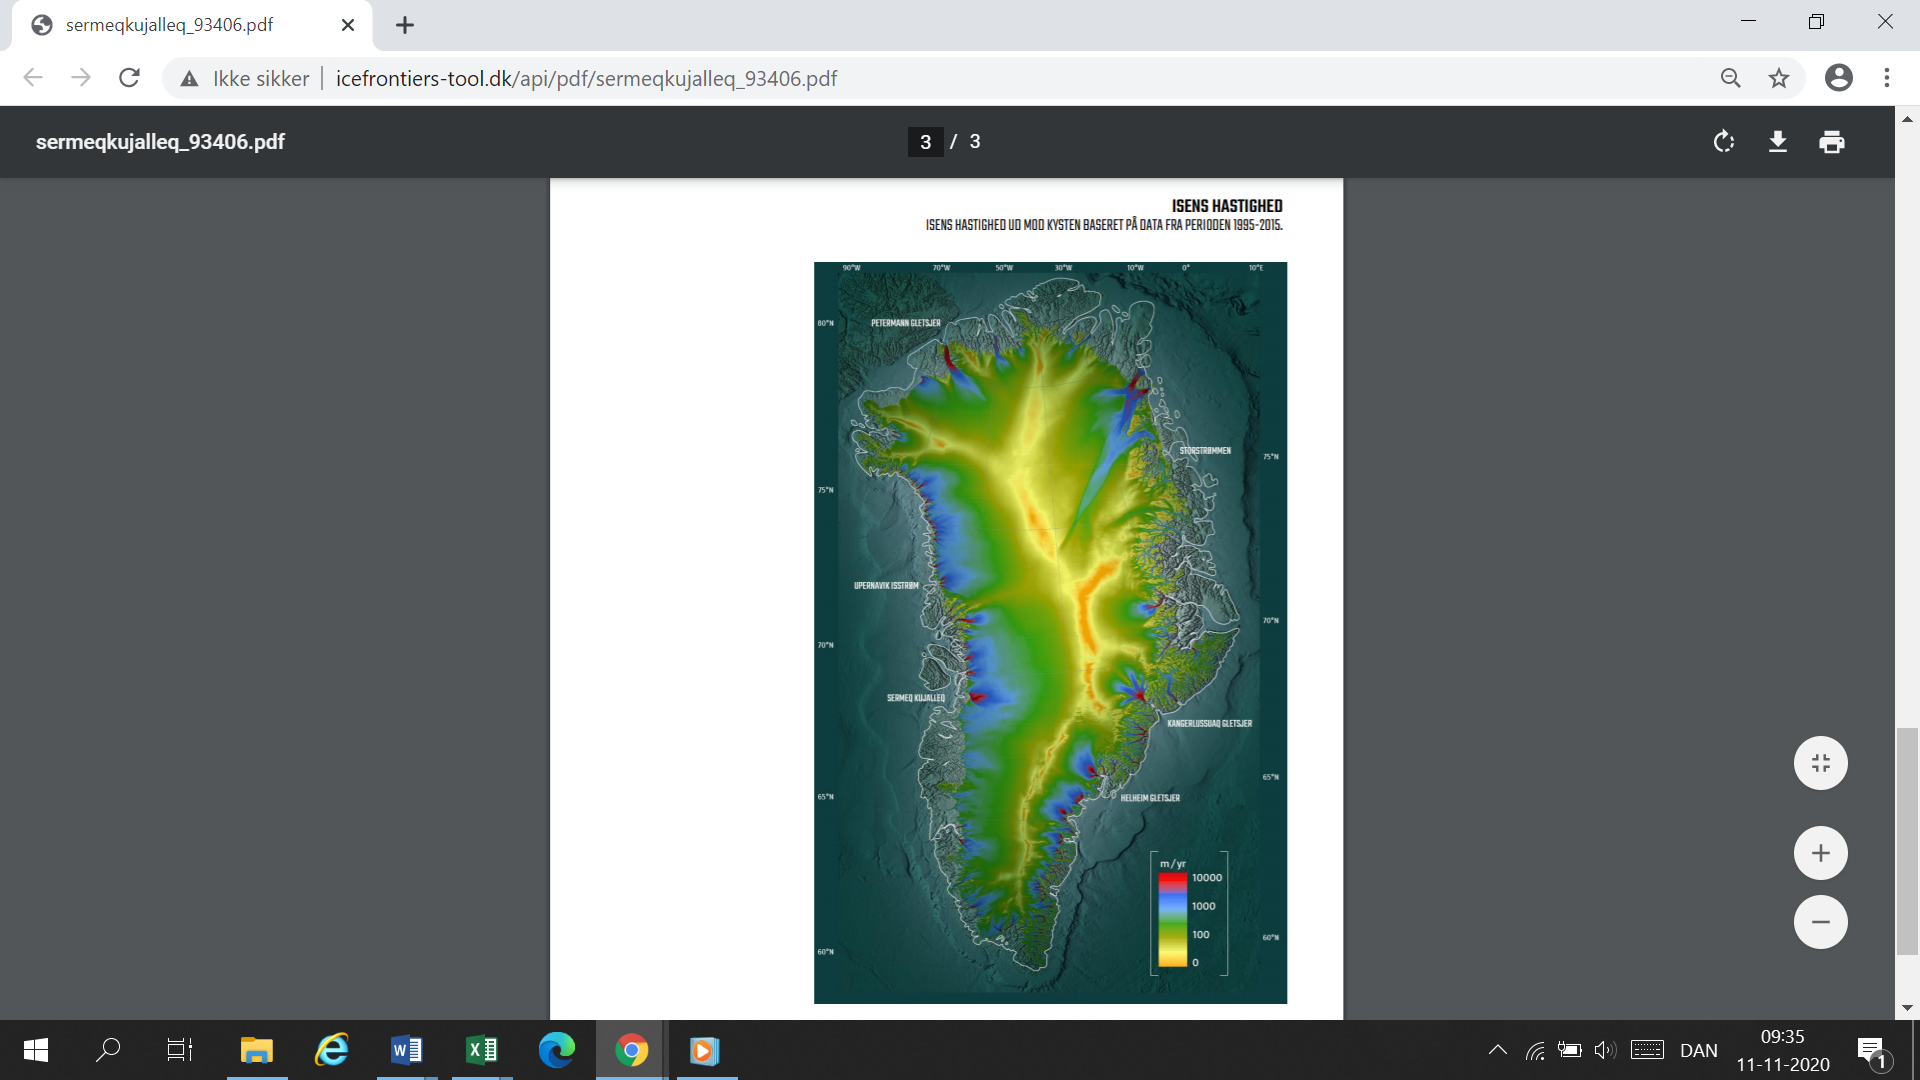 sermeqkujalleq_93406.pdf
Ikke sikker
icefrontiers-tool.dk/api/pdf/sermeqkujalleq_93406.pdf
sermeqkujalleq_93406.pdf
3 / 3
ISENS HASTIGHED
ISENS HASTIGHED UD MOD KYSTEN BASERET PÅ DATA FRA PERIODEN 1995-2015.
90°W 70°W 50°W 30°W 10°W 0° 10°E
80°N
PETERMANN GLETSJER
STORSTRØMMEN
75°N
75°N
UPERNAVIK ISSTRØM
70°N
70°N
SERMEQ KUJALLEQ
KANGERLUSSUAQ GLETSJER
65°N
65°N
HELHEIM GLETSJER
m/yr
10000
1000
100
0
60°N
60°N
DAN
09:35
11-11-2020
1